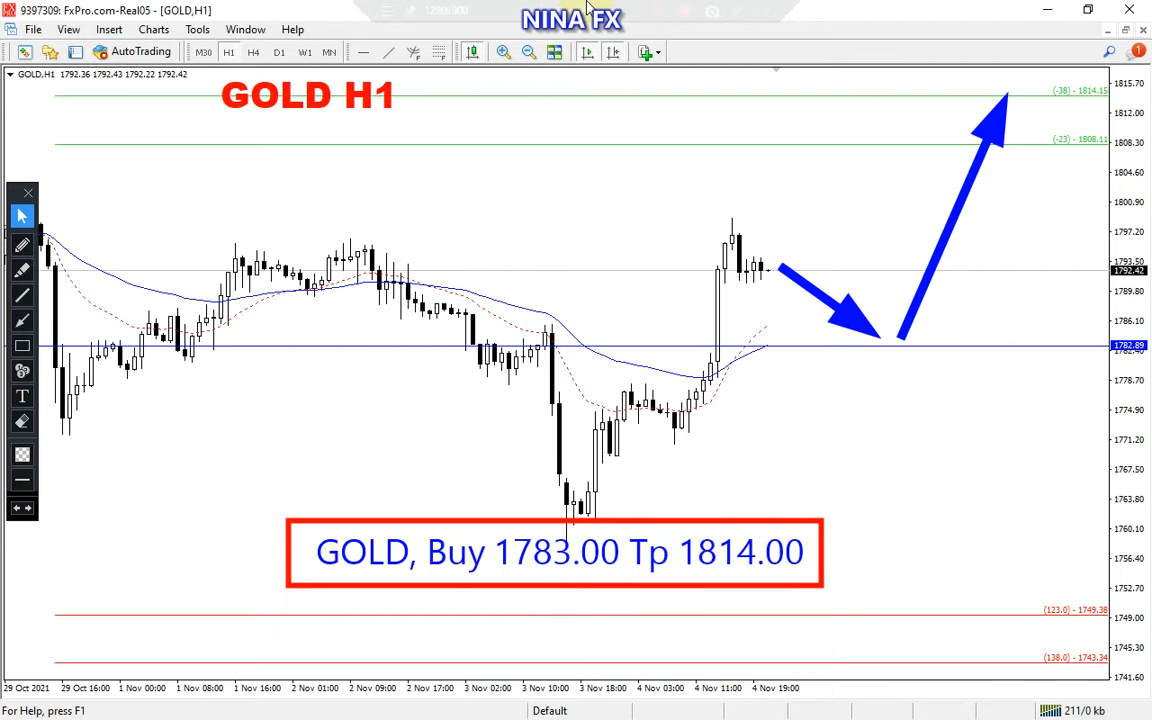 9397309: FxPro.com-Real05 - [GOLD,H1]
NINA FX
File View Insert Charts Tools Window Help
AutoTrading M30 H1 H4 D1 W1 MN
1
GOLD,H1 1792.36 1792.43 1792.22 1792.42
GOLD H1
(-38) - 1814.15
(-23) - 1808.11
1815.70
1812.00
1808.30
1804.60
1800.90
1797.20
1793.50
1792.42
1789.80
1786.10
1782.89
1782.40
1778.70
1774.90
1771.20
1767.50
1763.80
1760.10
1756.40
1752.70
1749.00
1745.30
1741.60
T
GOLD, Buy 1783.00 Tp 1814.00
(123.0) - 1749.38
(138.0) - 1743.34
29 Oct 2021 29 Oct 16:00 1 Nov 00:00 1 Nov 08:00 1 Nov 16:00 2 Nov 01:00 2 Nov 09:00 2 Nov 17:00 3 Nov 02:00 3 Nov 10:00 3 Nov 18:00 4 Nov 03:00 4 Nov 11:00 4 Nov 19:00
For Help, press F1 Default 211/0 kb